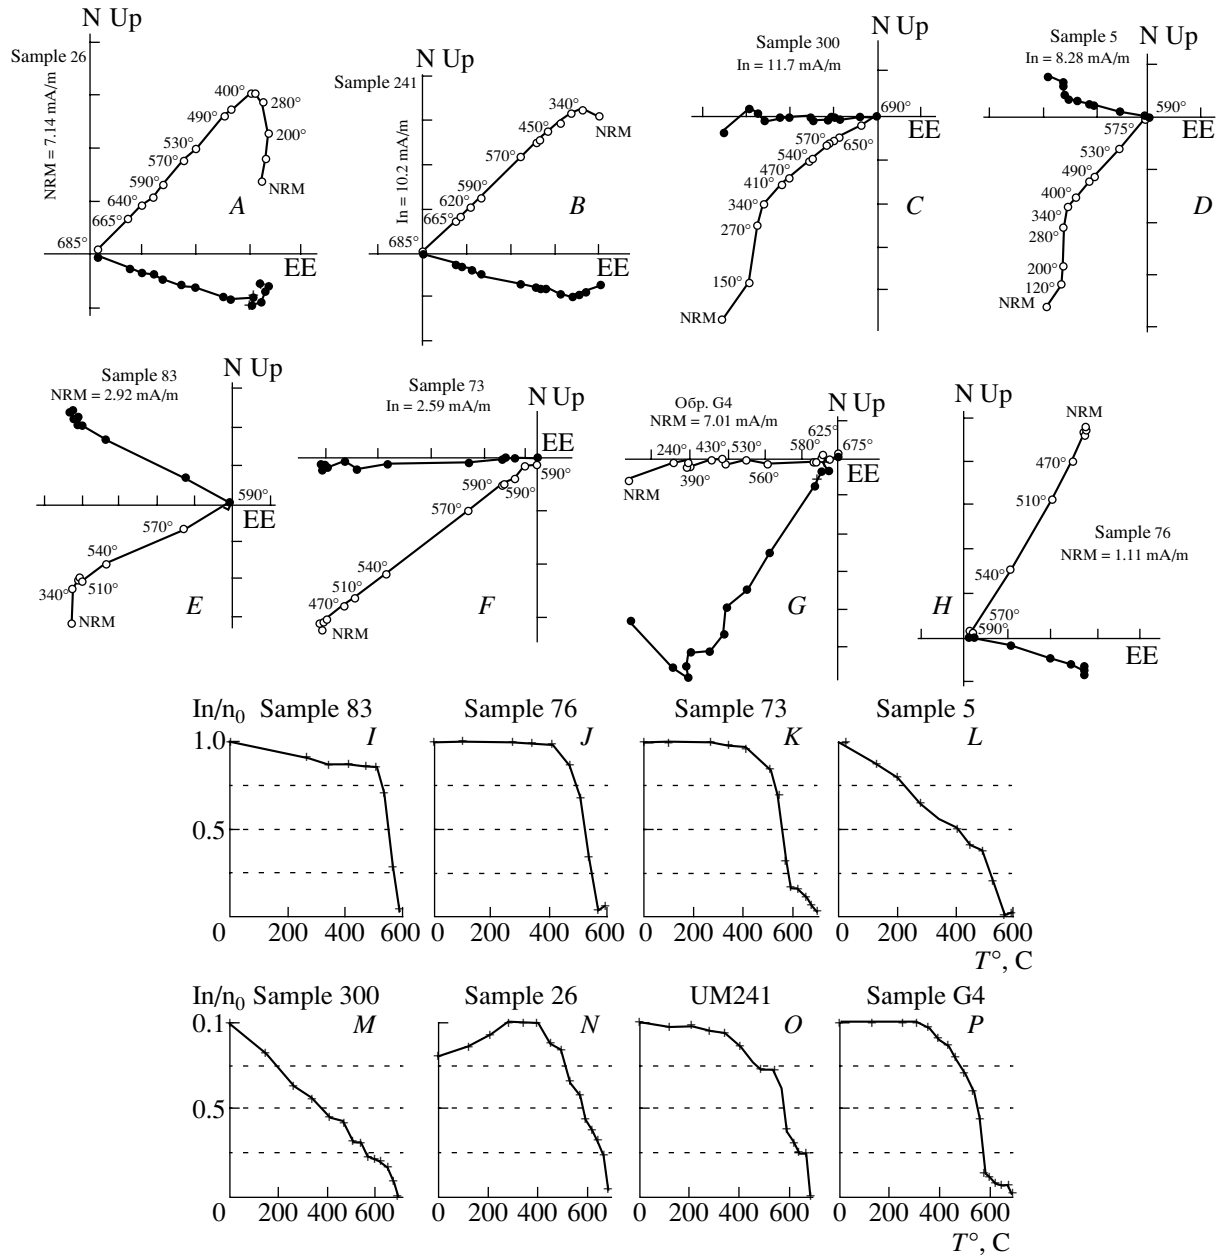 N Up
Sample 26
NRM = 7.14 mA/m
400°
490°
280°
530°
200°
570°
590°
NRM
640°
665°
A
685°
EE
N Up
Sample 241
In = 10.2 mA/m
340°
450°
NRM
570°
590°
620°
665°
B
685°
EE
N Up
Sample 300
In = 11.7 mA/m
690°
EE
570°
650°
540°
470°
410°
340°
C
270°
150°
NRM
N Up
Sample 5
In = 8.28 mA/m
590°
575°
EE
530°
490°
400°
340°
D
280°
200°
120°
NRM
N Up
Sample 83
NRM = 2.92 mA/m
590°
EE
570°
540°
340°
510°
E
NRM
N Up
Sample 73
In = 2.59 mA/m
EE
590°
590°
590°
570°
540°
510°
470°
F
NRM
N Up
Обр. G4
NRM = 7.01 mA/m
625°
240°
430°
530°
580°
675°
EE
NRM
390°
560°
G
N Up
NRM
470°
510°
Sample 76
NRM = 1.11 mA/m
540°
H
570°
590°
EE
In/n0 Sample 83
I
1.0
0.5
0 200 400 600
Sample 76
J
0 200 400 600
Sample 73
K
0 200 400 600
Sample 5
L
0 200 400 600
T°, C
In/n0 Sample 300
M
0.1
0.5
0 200 400 600
Sample 26
N
0 200 400 600
UM241
O
0 200 400 600
Sample G4
P
0 200 400 600
T°, C